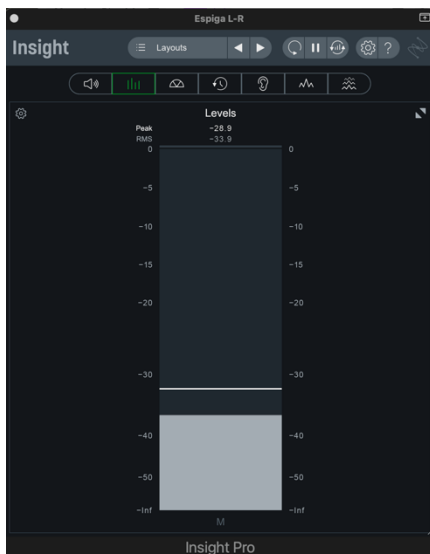 Espiga L-R
Insight
Layouts
?
Levels
Peak -28.9
RMS -33.9
0 0
-5 -5
-10 -10
-15 -15
-20 -20
-30 -30
-40 -40
-50 -50
-Inf -Inf
M
Insight Pro